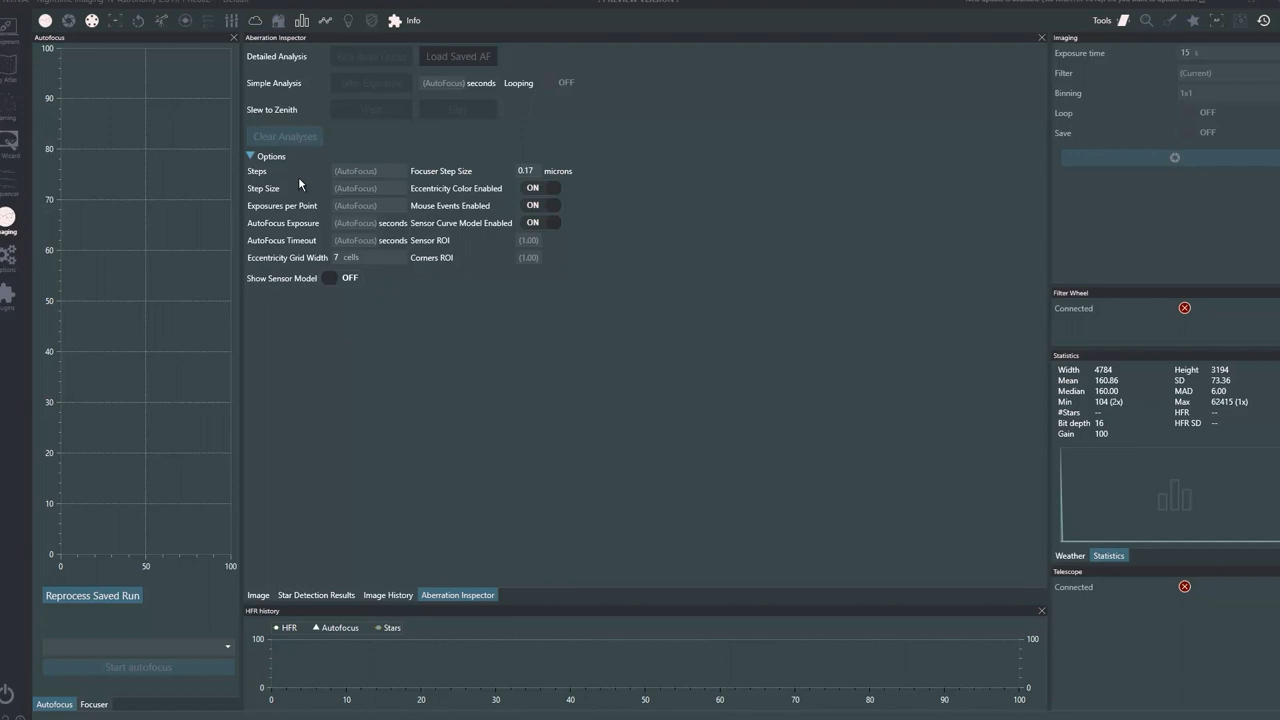 Info
Tools
Autofocus
Aberration Inspector
Imaging
100
90
80
70
60
50
40
30
20
10
0
0 50 100
Reprocess Saved Run
Start autofocus
Autofocus Focuser
Detailed Analysis
Load Saved AF
Simple Analysis
(AutoFocus) seconds Looping OFF
Slew to Zenith
Clear Analyses
Options
Steps (AutoFocus) Focuser Step Size 0.17 microns
Step Size (AutoFocus) Eccentricity Color Enabled ON
Exposures per Point (AutoFocus) Mouse Events Enabled ON
AutoFocus Exposure (AutoFocus) seconds Sensor Curve Model Enabled ON
AutoFocus Timeout (AutoFocus) seconds Sensor ROI (1.00)
Eccentricity Grid Width 7 cells Corners ROI (1.00)
Show Sensor Model OFF
Image Star Detection Results Image History Aberration Inspector
HFR history
HFR Autofocus Stars
100 100
0 0
0 10 20 30 40 50 60 70 80 90 100
Exposure time 15 s
Filter (Current)
Binning 1x1
Loop OFF
Save OFF
Filter Wheel
Connected
Statistics
Width 4784 Height 3194
Mean 160.86 SD 73.36
Median 160.00 MAD 6.00
Min 104 (2x) Max 62415 (1x)
#Stars -- HFR --
Bit depth 16 HFR SD --
Gain 100
Weather Statistics
Telescope
Connected